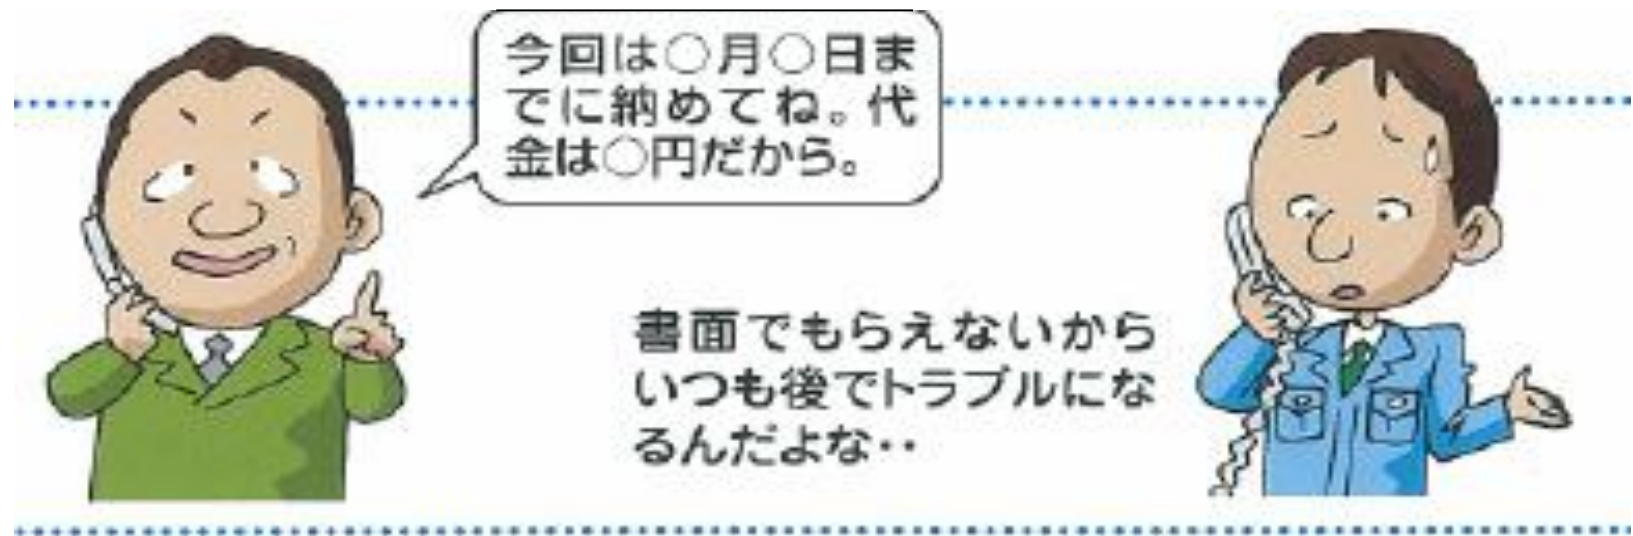 今回は○月○日ま
でに納めてね。代
金は○円だから。
書面でもらえないから
いつも後でトラブルにな
るんだよな・・